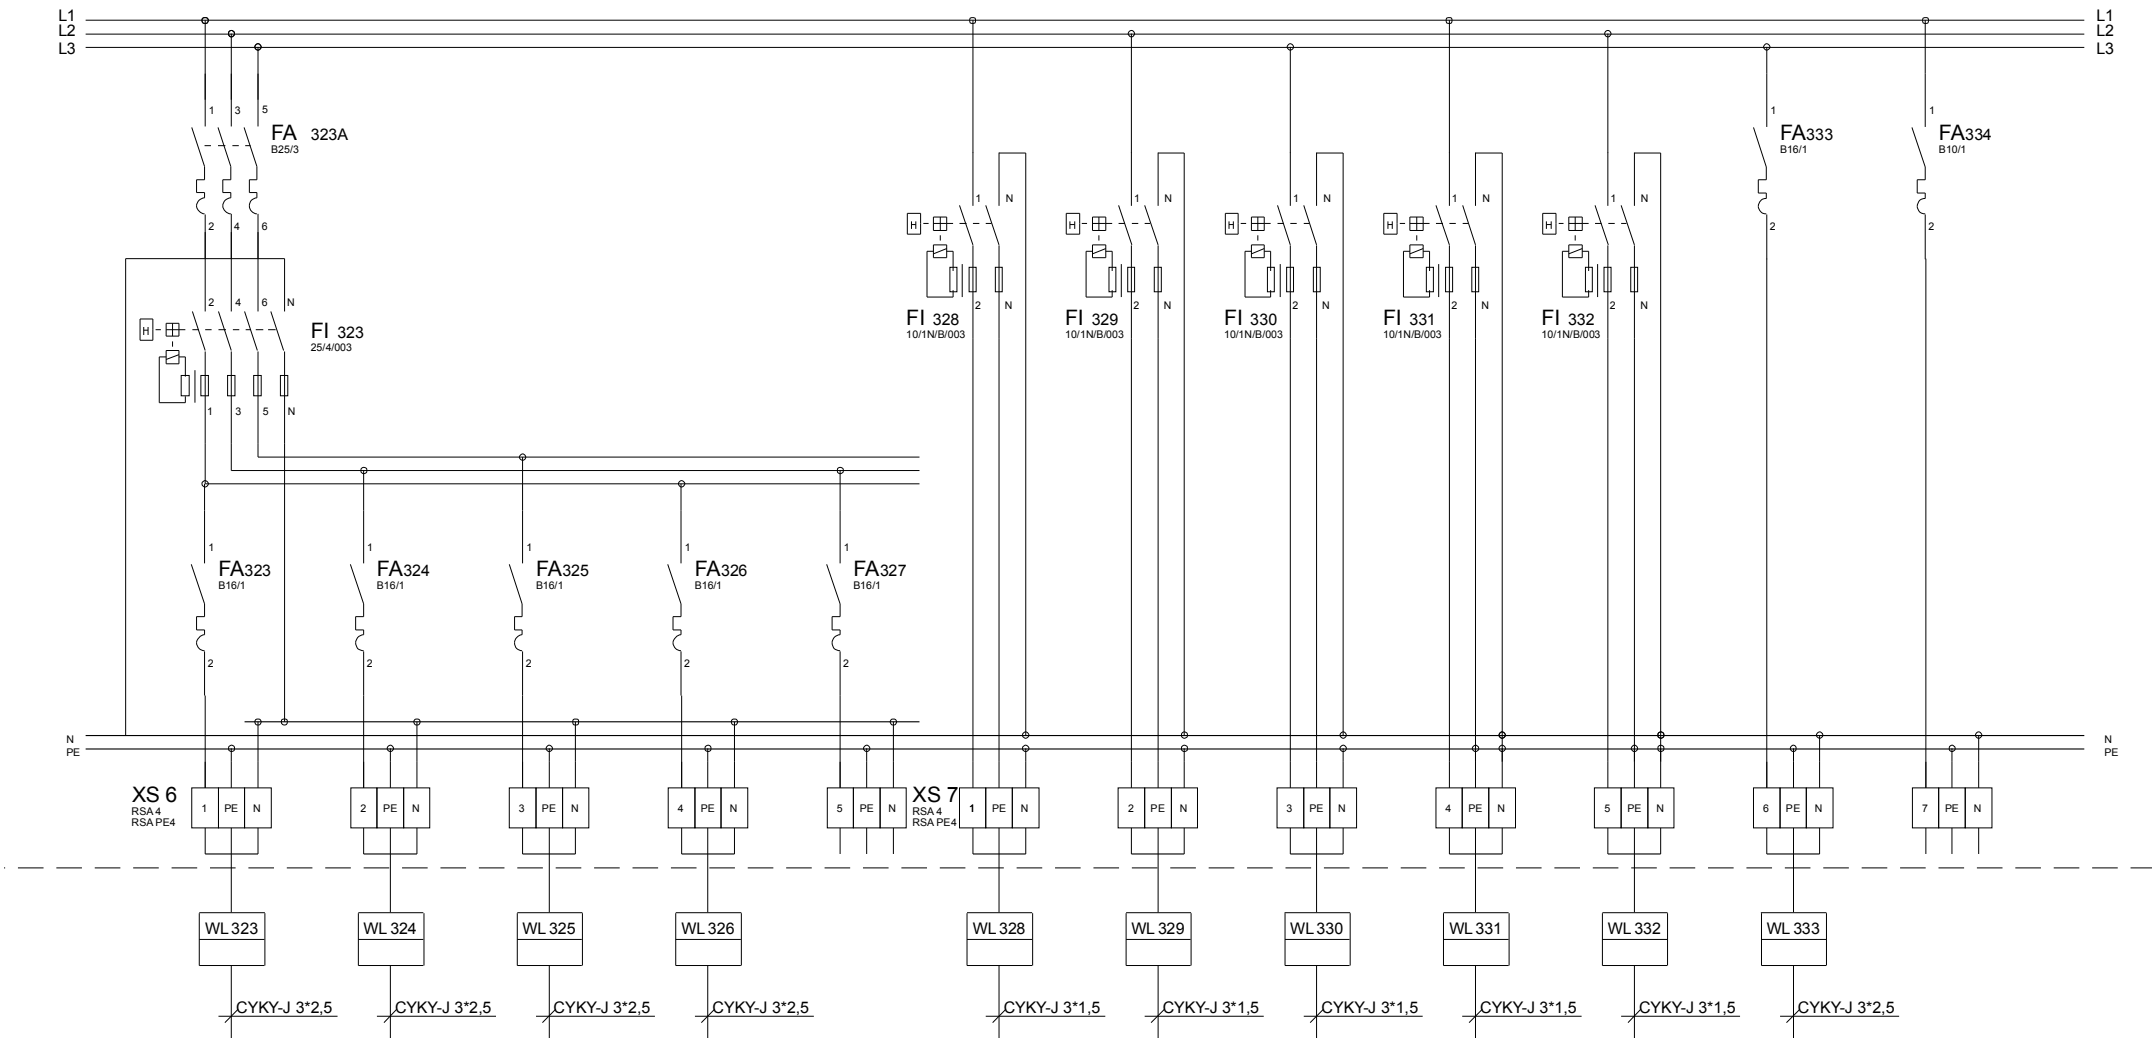 L1 L1
L2 L2
L3 L3
1 3 5 1 1
FA 323A FA333 FA334
B25/3 B16/1 B10/1
1 N 1 N 1 N 1 N 1 N
2 4 6 H H H H H 2 2
2 4 6 N 2 N 2 N 2 N 2 N 2 N
H FI 323 FI 328 FI 329 FI 330 FI 331 FI 332
25/4/003 10/1N/B/003 10/1N/B/003 10/1N/B/003 10/1N/B/003 10/1N/B/003
1 3 5 N
1 1 1 1 1
FA323 FA324 FA325 FA326 FA327
B16/1 B16/1 B16/1 B16/1 B16/1
2 2 2 2 2
N N
PE PE
XS 6 XS 7
RSA 4 RSA 4
RSA PE4 RSA PE4
1 PE N 2 PE N 3 PE N 4 PE N 5 PE N 1 PE N 2 PE N 3 PE N 4 PE N 5 PE N 6 PE N 7 PE N
WL 323 WL 324 WL 325 WL 326 WL 328 WL 329 WL 330 WL 331 WL 332 WL 333
CYKY-J 3*2,5 CYKY-J 3*2,5 CYKY-J 3*2,5 CYKY-J 3*2,5 CYKY-J 3*1,5 CYKY-J 3*1,5 CYKY-J 3*1,5 CYKY-J 3*1,5 CYKY-J 3*1,5 CYKY-J 3*2,5